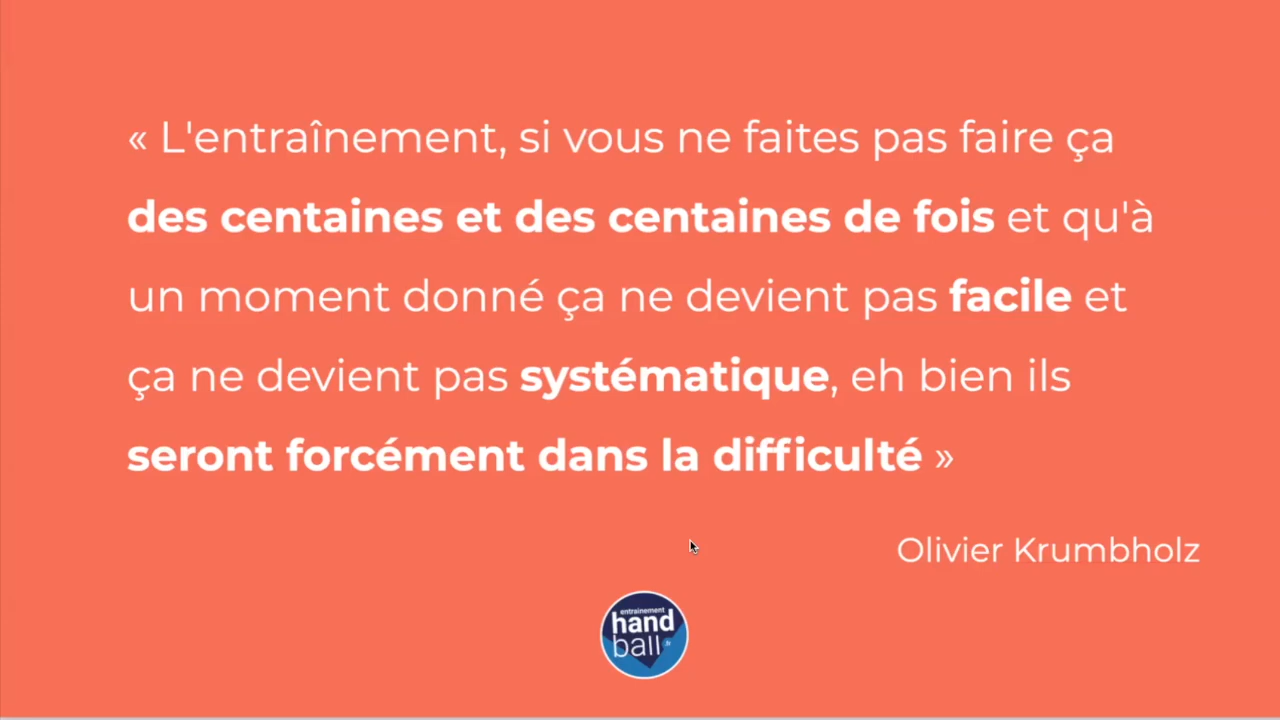 « L'entraînement, si vous ne faites pas faire ça
des centaines et des centaines de fois et qu'à
un moment donné ça ne devient pas facile et
ça ne devient pas systématique, eh bien ils
seront forcément dans la difficulté »
Olivier Krumbholz
entrainement
hand
ball.fr